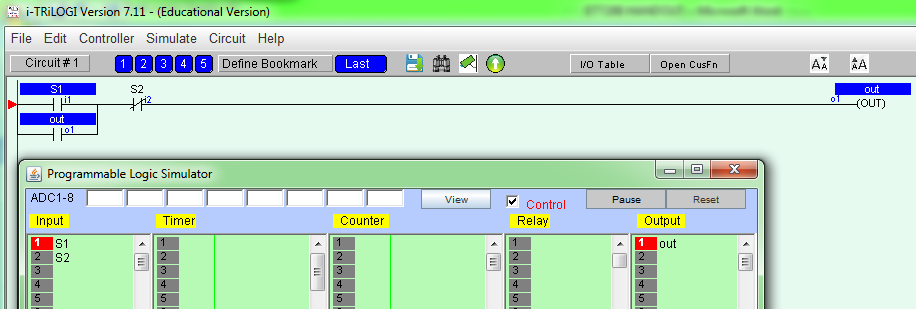 i-TRiLOGI Version 7.11 - (Educational Version)
File Edit Controller Simulate Circuit Help
Circuit # 1 1 2 3 4 5 Define Bookmark Last I/O Table Open CusFn A A A A
S1 S2 out
i1 i2 o1 (OUT)
out
o1
Programmable Logic Simulator
ADC1-8 View Control Pause Reset
Input Timer Counter Relay Output
1 S1 1 1 1 1 out
2 S2 2 2 2 2
3 3 3 3 3
4 4 4 4 4
5 5 5 5 5